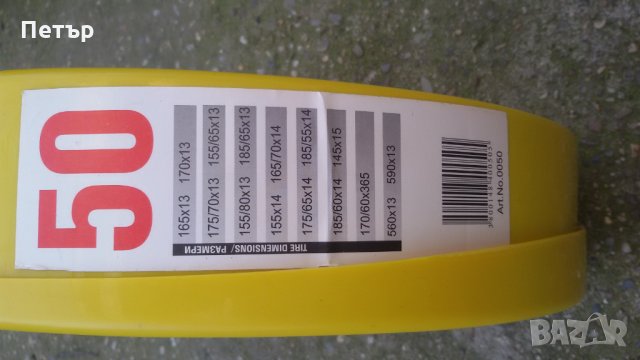 Петър
50
TIRE DIMENSIONS/ РАЗМЕРИ
165x13 170x13
175/70x13 155/65x13
155/80x13 185/65x13
155x14 165/70x14
175/65x14 185/55x14
185/60x14 145x15
170/60x365
560x13 590x13
Art.No.0050
BAZAR